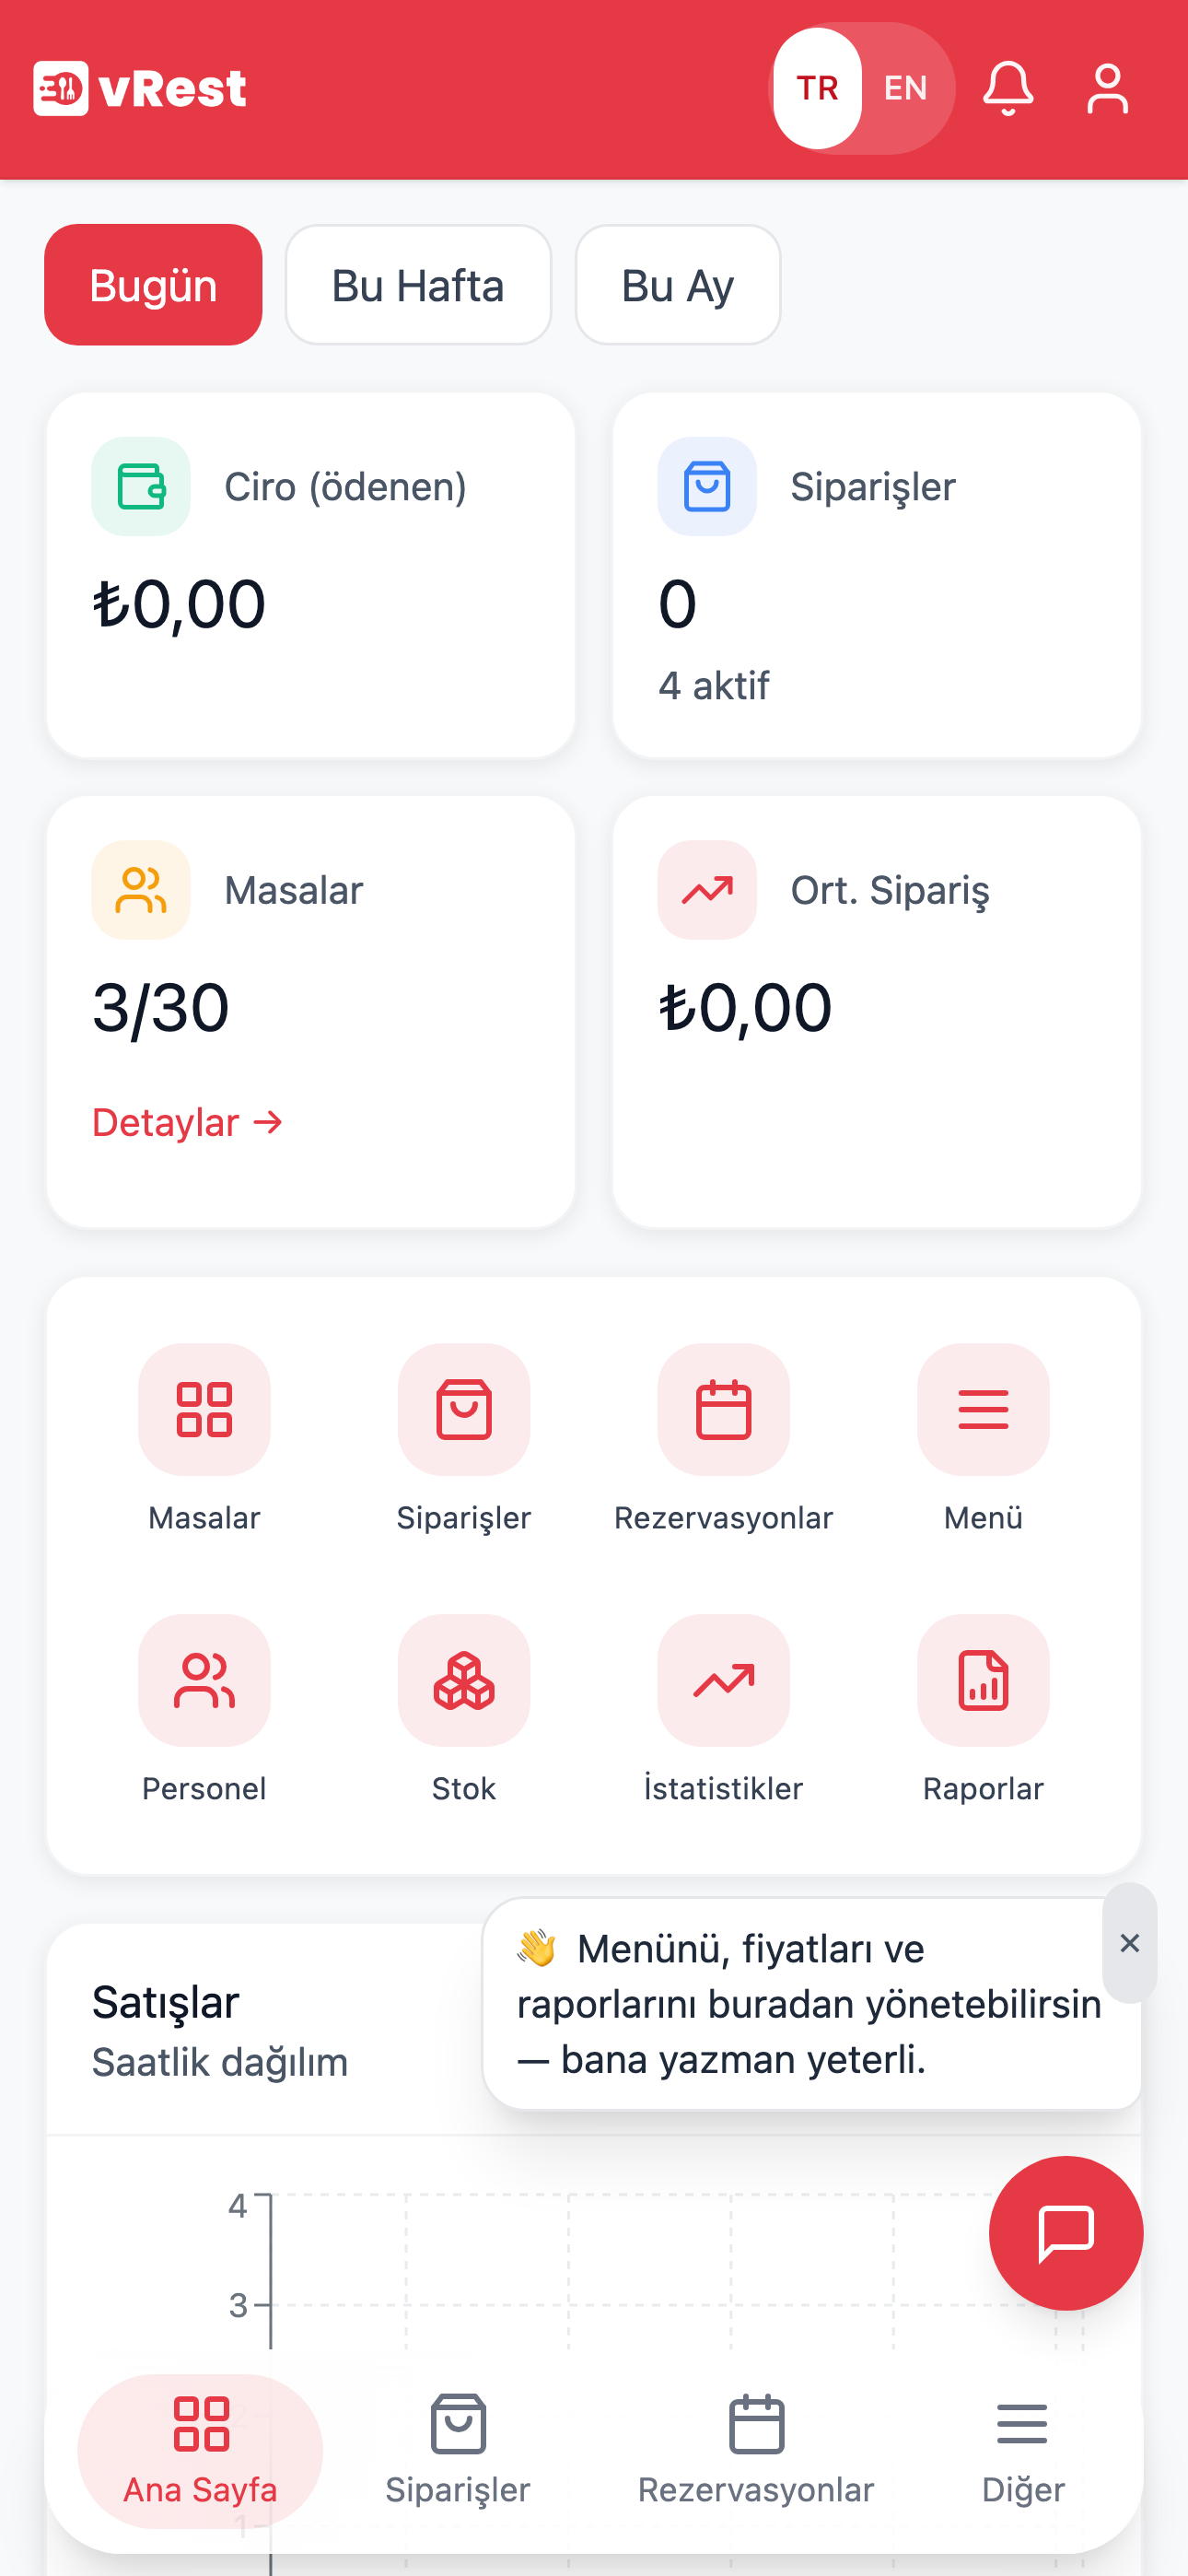 vRest
TR EN
Bugün
Bu Hafta
Bu Ay
Ciro (ödenen)
₺0,00
Siparişler
0
4 aktif
Masalar
3/30
Detaylar →
Ort. Sipariş
₺0,00
Masalar
Siparişler
Rezervasyonlar
Menü
Personel
Stok
İstatistikler
Raporlar
Satışlar
Saatlik dağılım
👋 Menünü, fiyatları ve
raporlarını buradan yönetebilirsin
— bana yazman yeterli.
×
4
3
2
1
Ana Sayfa
Siparişler
Rezervasyonlar
Diğer